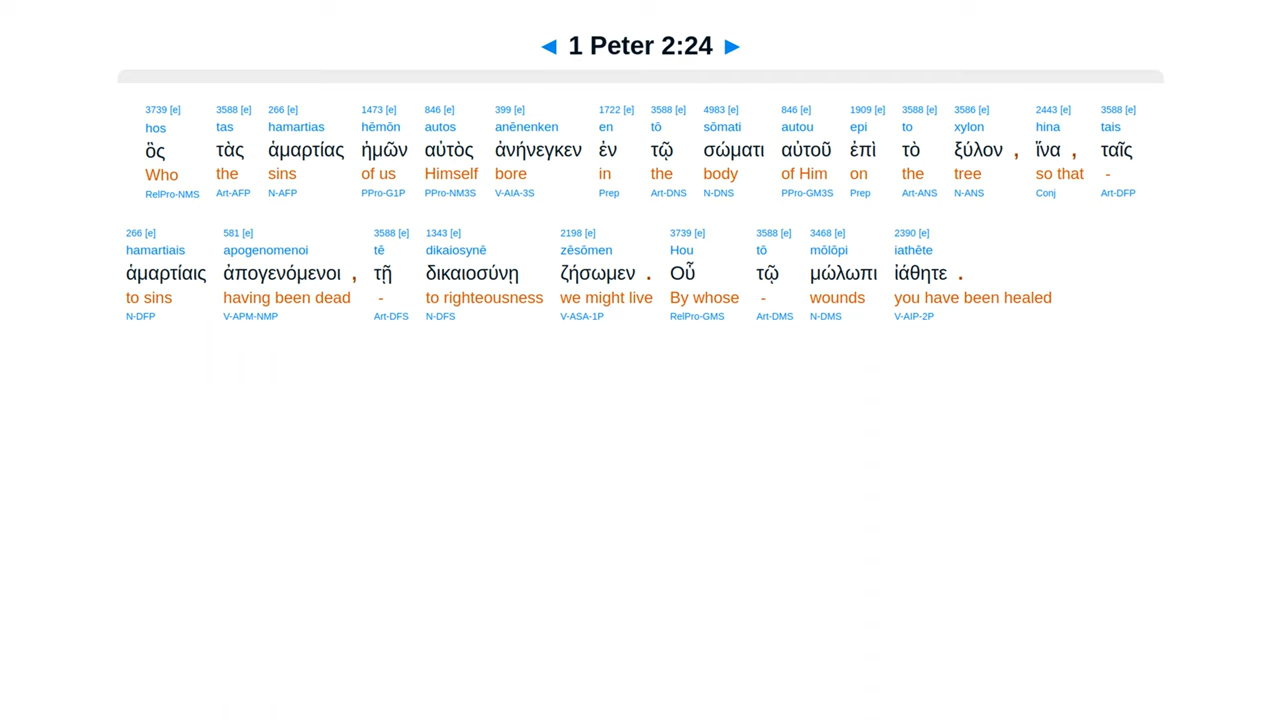 ◄ 1 Peter 2:24 ►
3739 [e] 3588 [e] 266 [e] 1473 [e] 846 [e] 399 [e] 1722 [e] 3588 [e] 4983 [e] 846 [e] 1909 [e] 3588 [e] 3586 [e] 2443 [e] 3588 [e]
hos tas hamartias hēmōn autos anēnenken en tō sōmati autou epi to xylon hina tais
ὃς τὰς ἁμαρτίας ἡμῶν αὐτὸς ἀνήνεγκεν ἐν τῷ σώματι αὐτοῦ ἐπὶ τὸ ξύλον , ἵνα , ταῖς
Who the sins of us Himself bore in the body of Him on the tree so that -
RelPro-NMS Art-AFP N-AFP PPro-G1P PPro-NM3S V-AIA-3S Prep Art-DNS N-DNS PPro-GM3S Prep Art-ANS N-ANS Conj Art-DFP
266 [e] 581 [e] 3588 [e] 1343 [e] 2198 [e] 3739 [e] 3588 [e] 3468 [e] 2390 [e]
hamartiais apogenomenoi tē dikaiosynē zēsōmen Hou tō mōlōpi iathēte
ἁμαρτίαις ἀπογενόμενοι , τῇ δικαιοσύνῃ ζήσωμεν . Οὗ τῷ μώλωπι ἰάθητε .
to sins having been dead - to righteousness we might live By whose - wounds you have been healed
N-DFP V-APM-NMP Art-DFS N-DFS V-ASA-1P RelPro-GMS Art-DMS N-DMS V-AIP-2P